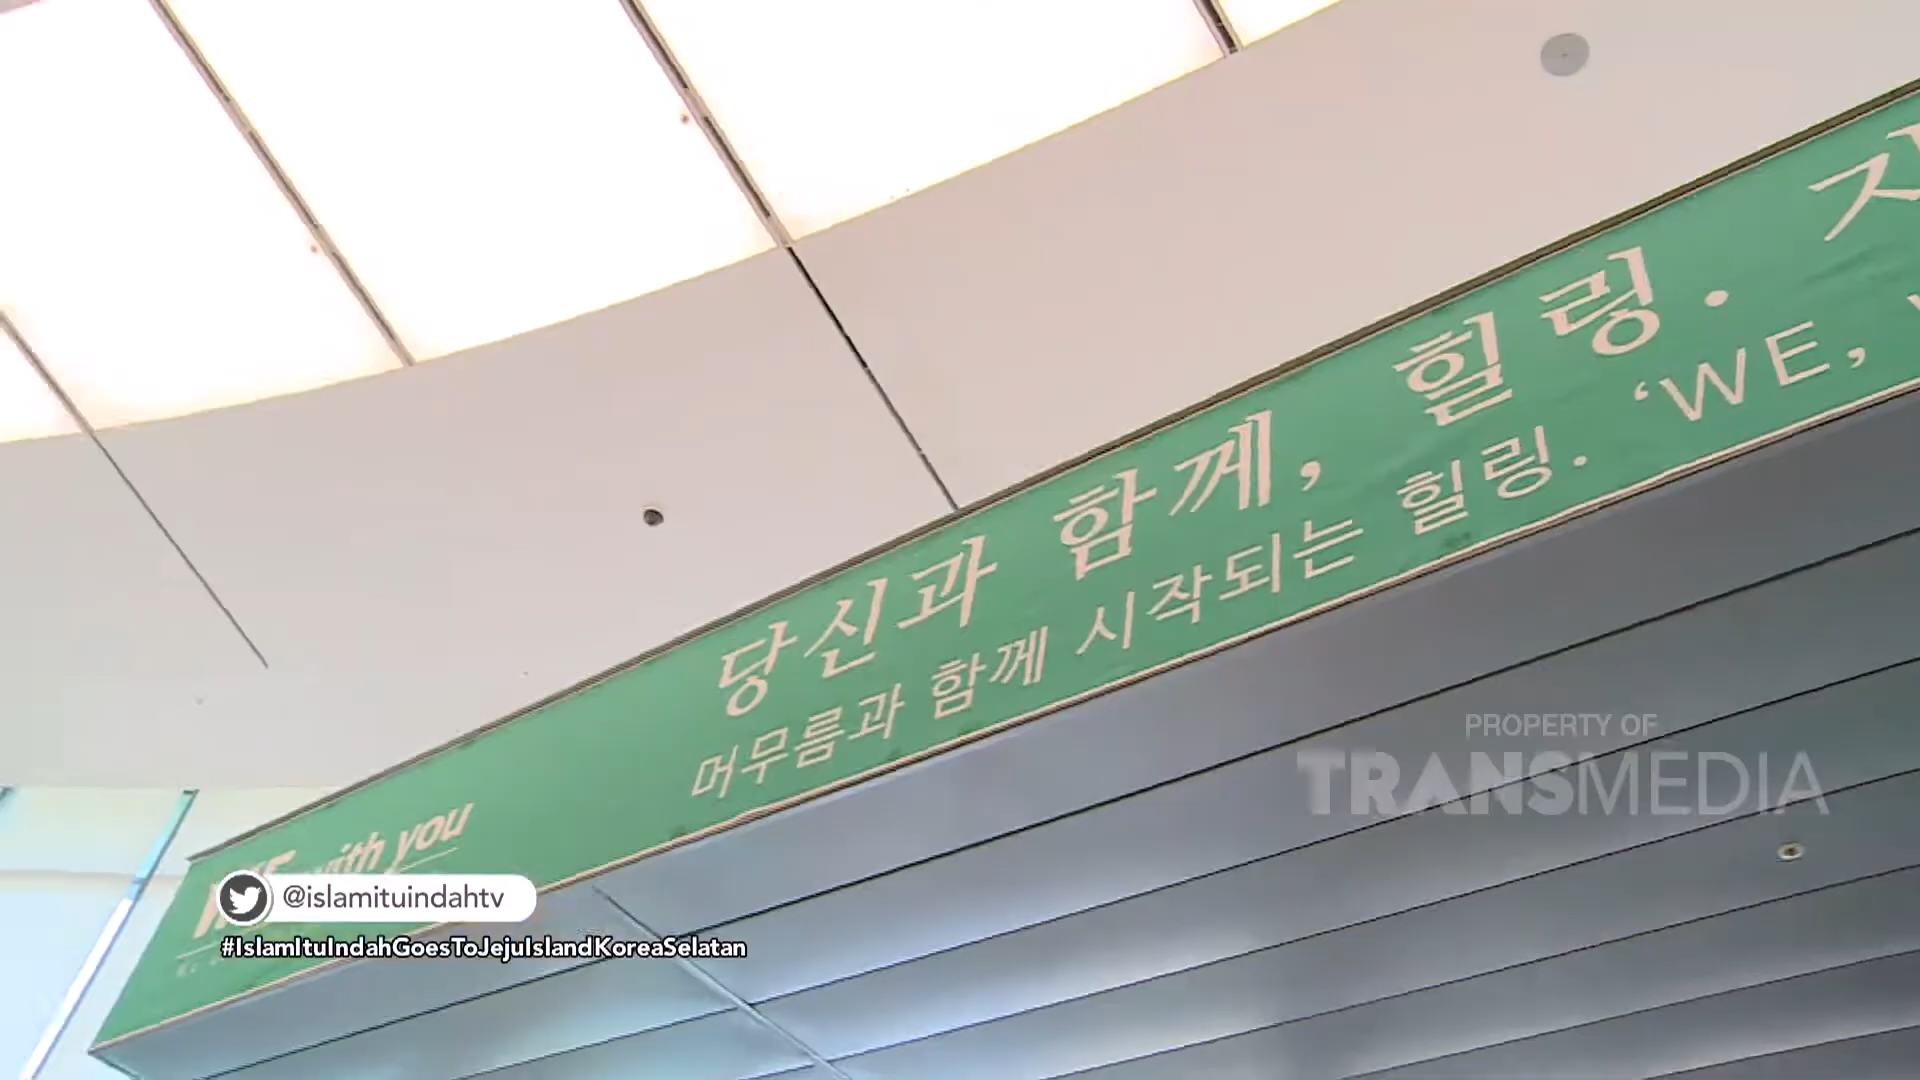 당신과 함께, 힐링.
머무름과 함께 시작되는 힐링. ‘WE,
with you
PROPERTY OF
TRANSMEDIA
@islamituindahtv
#IslamItuIndahGoesToJejuIslandKoreaSelatan